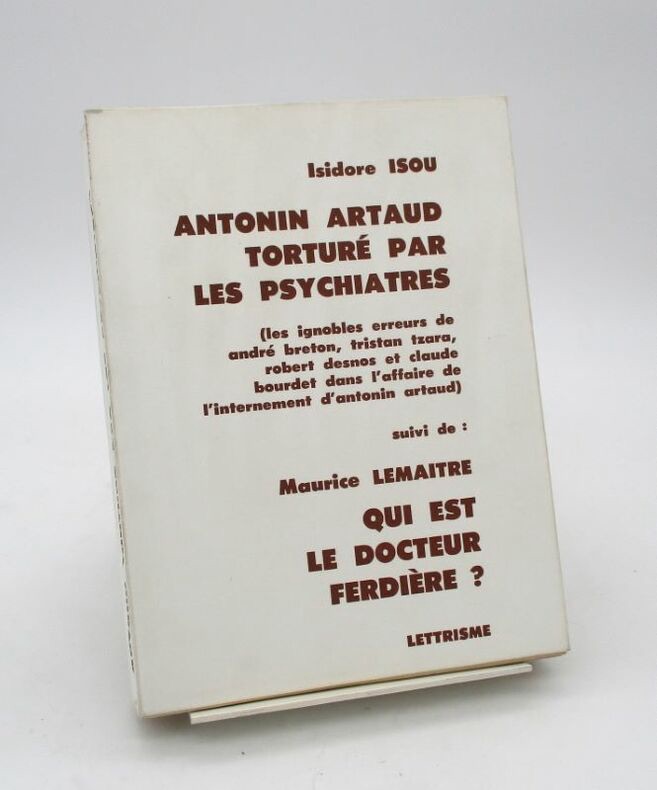 Isidore ISOU
ANTONIN ARTAUD
TORTURÉ PAR
LES PSYCHIATRES
(les ignobles erreurs de
andré breton, tristan tzara,
robert desnos et claude
bourdet dans l'affaire de
l'internement d'antonin artaud)
suivi de :
Maurice LEMAITRE
QUI EST
LE DOCTEUR
FERDIÈRE ?
LETTRISME